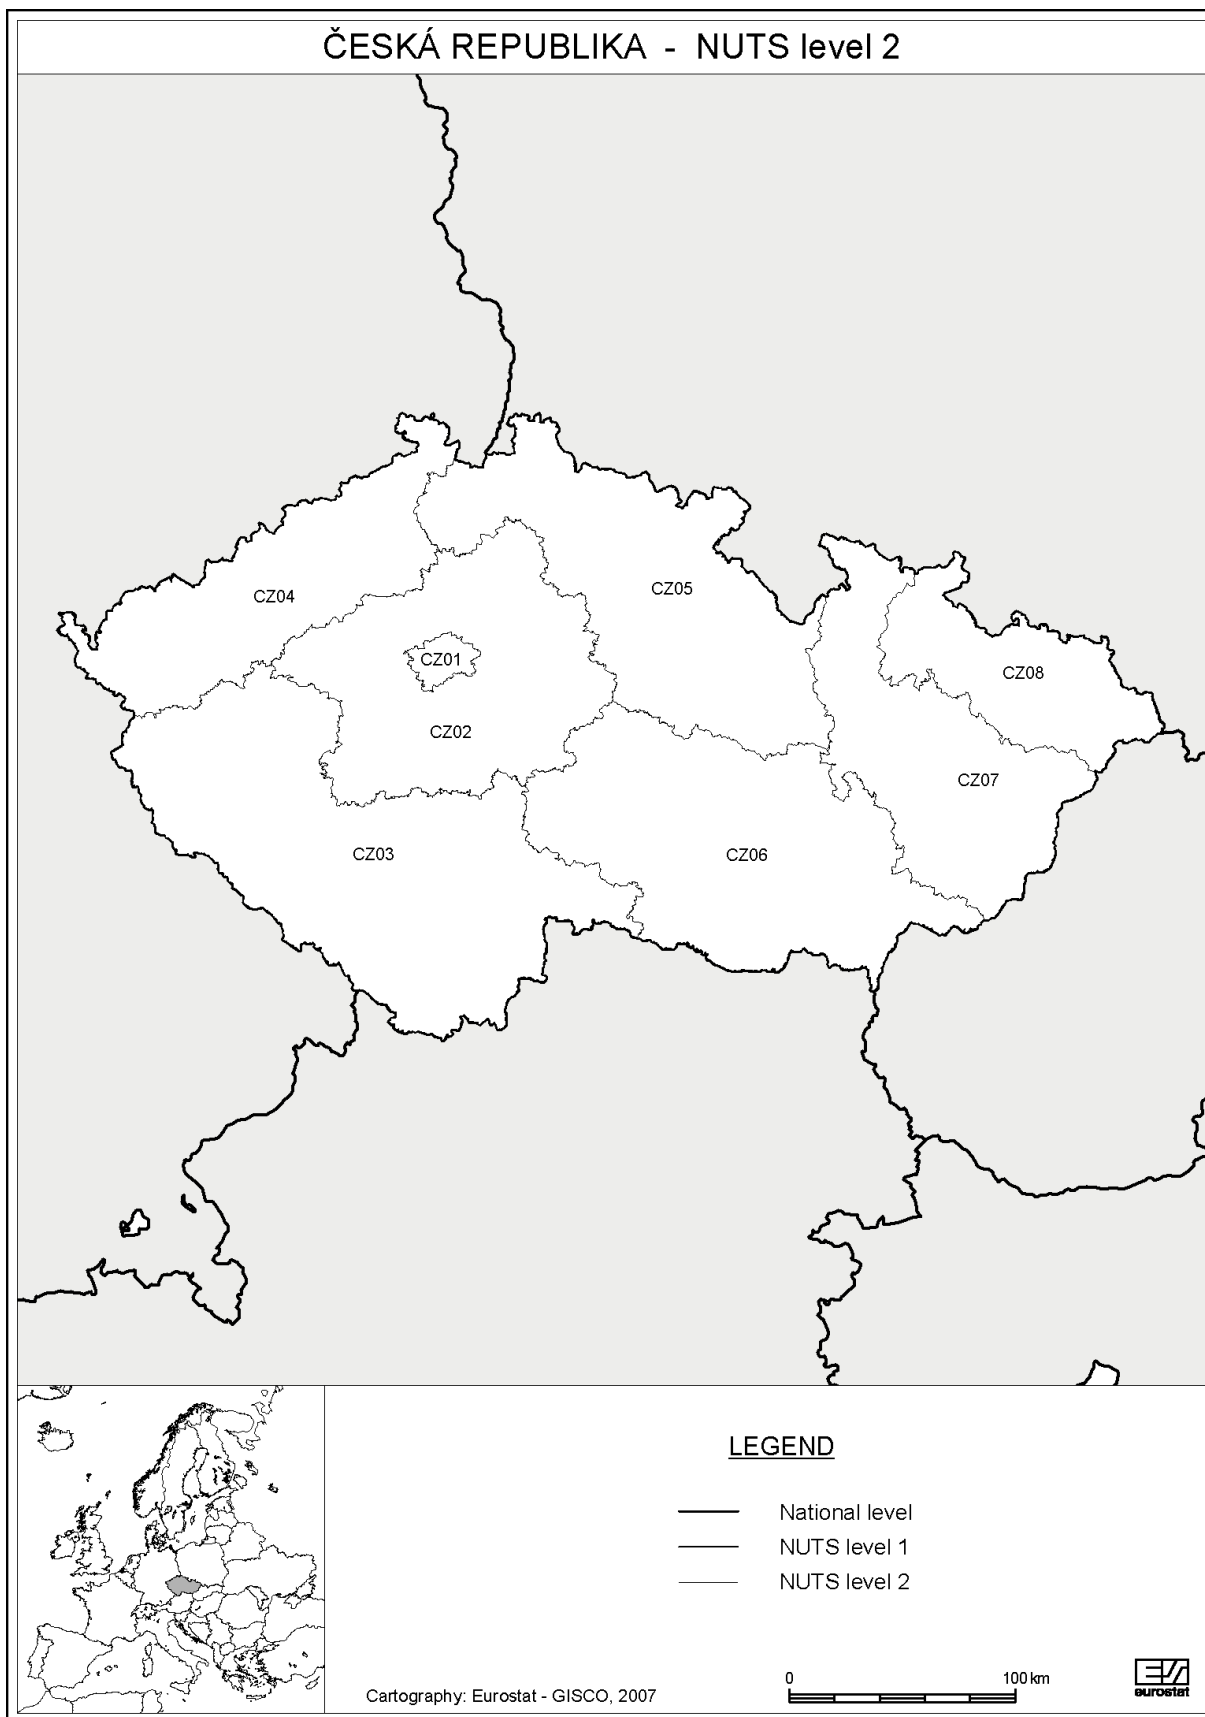 ČESKÁ REPUBLIKA - NUTS level 2
CZ04
CZ05
CZ01
CZ08
CZ02
CZ07
CZ03
CZ06
LEGEND
National level
NUTS level 1
NUTS level 2
0 100 km
Cartography: Eurostat - GISCO, 2007
eurostat